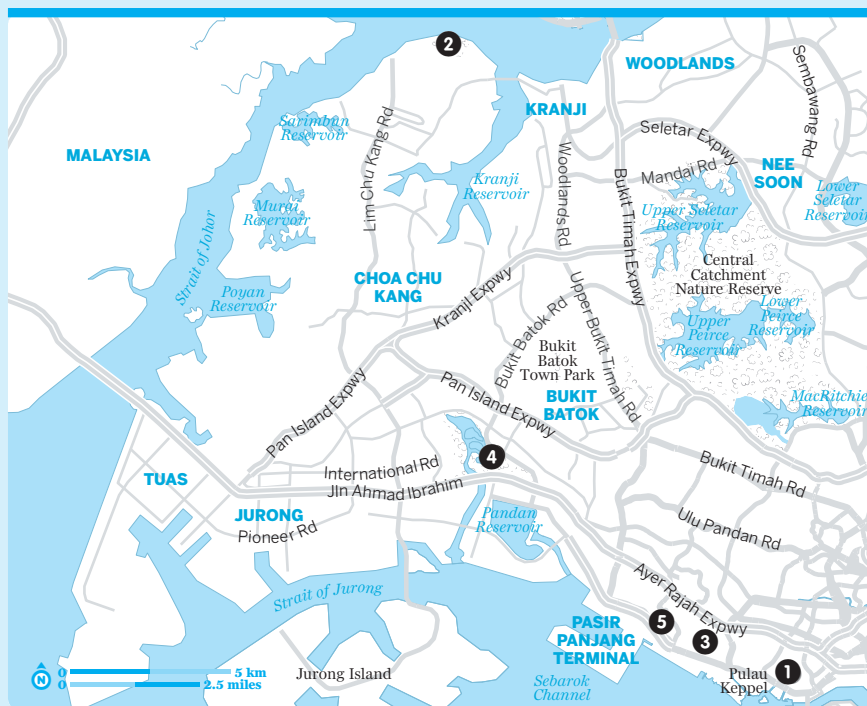 2
WOODLANDS
Sembawang Rd
KRANJI
Sarimbun
Reservoir
Lim Chu Kang Rd
Seletar Expwy
MALAYSIA
Woodlands Rd
Mandai Rd
NEE
SOON
Kranji
Reservoir
Bukit Timah Expwy
Lower
Seletar
Reservoir
Murai
Reservoir
Upper Seletar
Reservoir
Strait of Johor
Central
Catchment
Nature Reserve
CHOA CHU
KANG
Poyan
Reservoir
Kranji Expwy
Upper Bukit Timah Rd
Bukit Batok Rd
Lower
Peirce
Reservoir
Upper
Peirce
Reservoir
Bukit
Batok
Town Park
Pan Island Expwy
Pan Island Expwy
BUKIT
BATOK
MacRitchie
Reservoir
4
International Rd
Jln Ahmad Ibrahim
Bukit Timah Rd
TUAS
JURONG
Pioneer Rd
Pandan
Reservoir
Ulu Pandan Rd
Strait of Jurong
Ayer Rajah Expwy
PASIR
PANJANG
TERMINAL
5
3
1
N
0 5 km
0 2.5 miles
Jurong Island
Sebarok
Channel
Pulau
Keppel